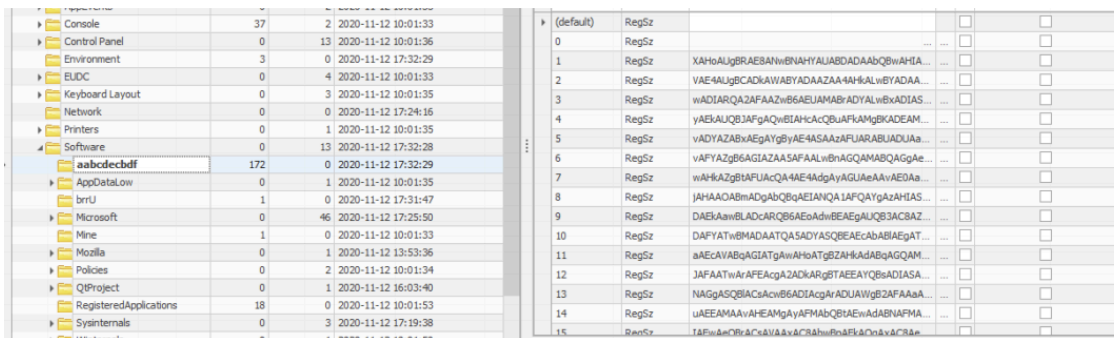 Console 37 2 2020-11-12 10:01:33
Control Panel 0 13 2020-11-12 10:01:36
Environment 3 0 2020-11-12 17:32:29
EUDC 0 4 2020-11-12 10:01:33
Keyboard Layout 0 3 2020-11-12 10:01:35
Network 0 0 2020-11-12 17:24:16
Printers 0 1 2020-11-12 10:01:35
Software 0 13 2020-11-12 17:32:28
aabcdecbdf 172 0 2020-11-12 17:32:29
AppDataLow 0 1 2020-11-12 10:01:35
brrU 1 0 2020-11-12 17:31:47
Microsoft 0 46 2020-11-12 17:25:50
Mine 1 0 2020-11-12 10:01:33
Mozilla 0 1 2020-11-12 13:53:36
Policies 0 2 2020-11-12 10:01:34
QtProject 0 1 2020-11-12 16:03:40
RegisteredApplications 18 0 2020-11-12 10:01:53
Sysinternals 0 3 2020-11-12 17:19:38
(default) RegSz
0 RegSz ... ...
1 RegSz XAHoAUgBRAE8ANwBNAHYAUABDADAAbQBwAHIA... ...
2 RegSz VAE4AUgBCADkAWABYADAAZAA4AHkALwBYADAA... ...
3 RegSz wADIARQA2AFAAZwB6AEUAMABrADYALwBxADIAS... ...
4 RegSz yAEkAUQBJAFgAQwBIAHcAcQBuAFkAMgBKADEAM... ...
5 RegSz vADYAZABxAEgAYgByAE4ASAAzAFUARABUADUAa... ...
6 RegSz vAFYAZgB6AGIAZAA5AFAALwBnAGQAMABQAGgAe... ...
7 RegSz wAHkAZgBtAFUAcQA4AE4AdgAyAGUAeAAvAE0Aa... ...
8 RegSz jAHAAOABmADgAbQBqAEIANQA1AFQAYgAzAHIAS... ...
9 RegSz DAEkAawBLADcARQB6AEoAdwBEAEgAUQB3AC8AZ... ...
10 RegSz DAFYATwBMADAATQA5ADYASQBEAEcAbABlAEgAT... ...
11 RegSz aAEcAVABqAGIATgAwAHoATgBZAHkAdABqAGQAM... ...
12 RegSz JAFAATwArAFEAcgA2ADkARgBTAEEAYQBsADIASA... ...
13 RegSz NAGgASQBlACsAcwB6ADIAcgArADUAWgB2AFAAaA... ...
14 RegSz uAEEAMAAvAHEAMgAyAFMAbQBtAEwAdABNAFMA... ...
15 RegSz